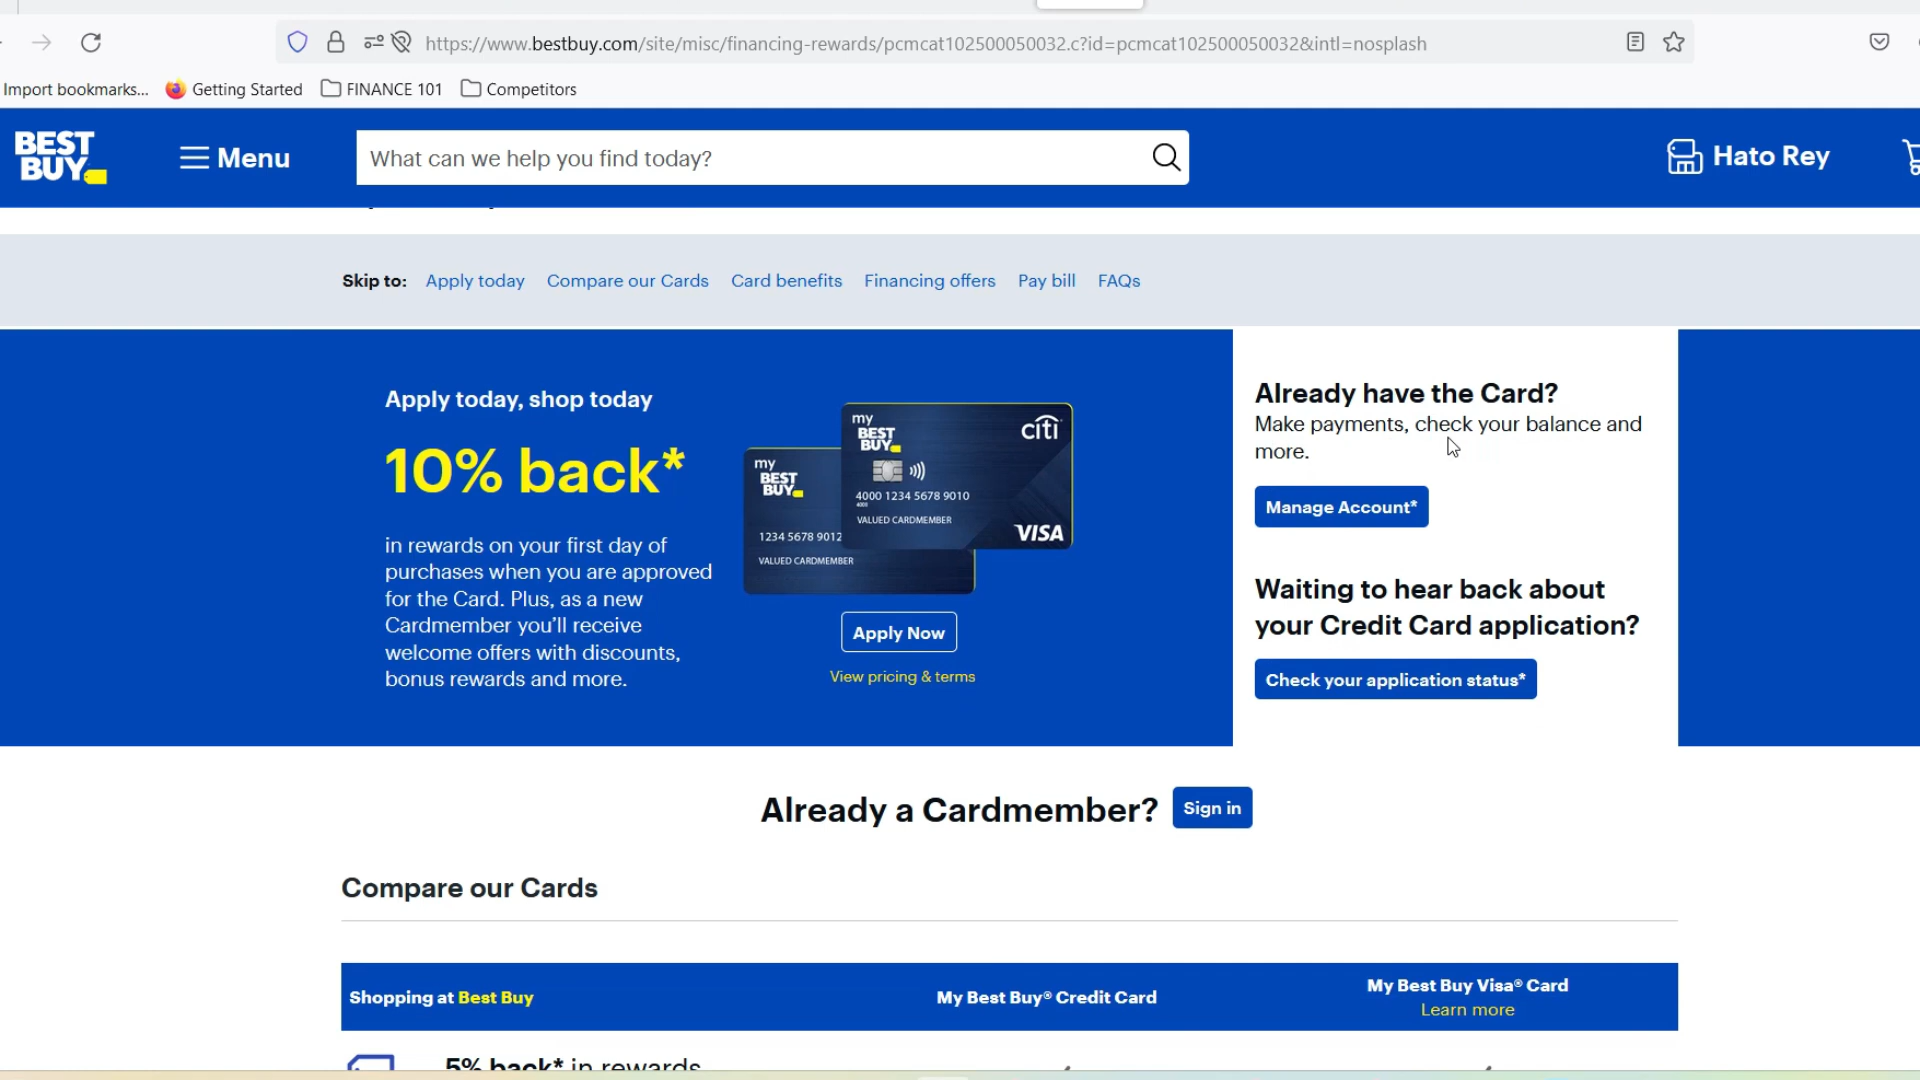 https://www.bestbuy.com/site/misc/financing-rewards/pcmcat102500050032.c?id=pcmcat102500050032&intl=nosplash
Import bookmarks...
Getting Started
FINANCE 101
Competitors
BEST
BUY
Menu
What can we help you find today?
Hato Rey
Skip to:
Apply today
Compare our Cards
Card benefits
Financing offers
Pay bill
FAQs
Apply today, shop today
10% back*
in rewards on your first day of
purchases when you are approved
for the Card. Plus, as a new
Cardmember you'll receive
welcome offers with discounts,
bonus rewards and more.
my
BEST
BUY
1234 5678 9012
VALUED CARDMEMBER
my
BEST
BUY
citi
4000 1234 5678 9010
VALUED CARDMEMBER
VISA
Apply Now
View pricing & terms
Already have the Card?
Make payments, check your balance and
more.
Manage Account*
Waiting to hear back about
your Credit Card application?
Check your application status*
Already a Cardmember?
Sign in
Compare our Cards
Shopping at Best Buy
My Best Buy® Credit Card
My Best Buy Visa® Card
Learn more
5% back* in rewards